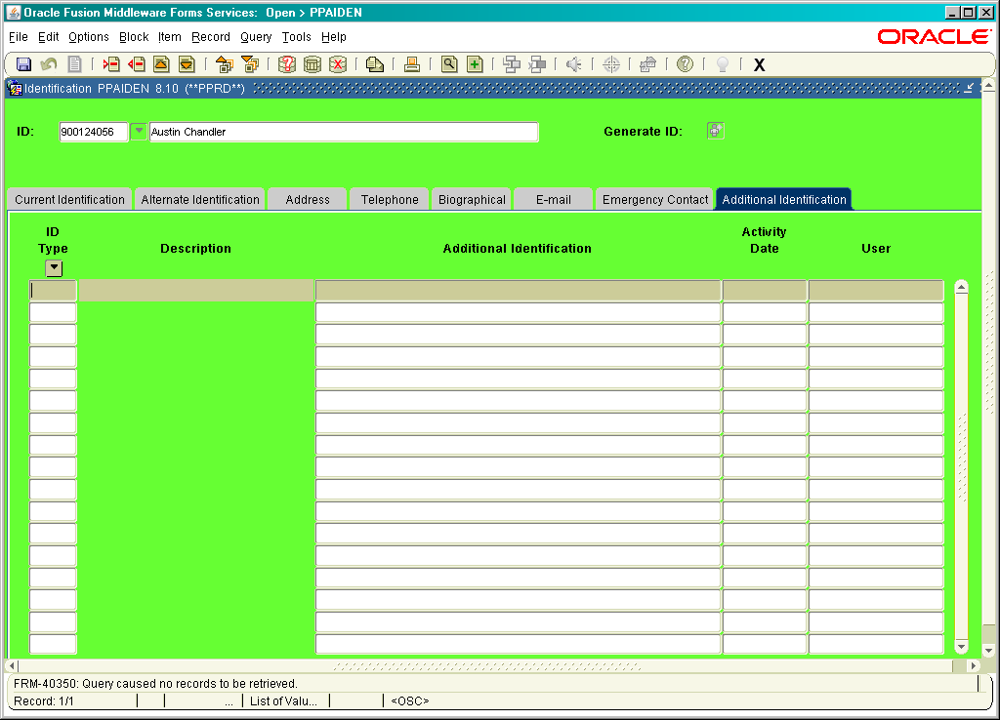 Oracle Fusion Middleware Forms Services: Open > PPAIDEN
File Edit Options Block Item Record Query Tools Help
ORACLE
X
Identification PPAIDEN 8.10 (**PPRD**)
ID: 900124056 Austin Chandler Generate ID:
Current Identification Alternate Identification Address Telephone Biographical E-mail Emergency Contact Additional Identification
ID Type Description Additional Identification Activity Date User
FRM-40350: Query caused no records to be retrieved.
Record: 1/1 ... List of Valu... <OSC>